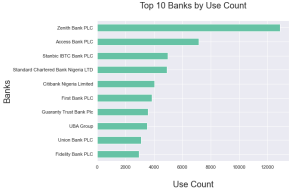 Top 10 Banks by Use Count
Zenith Bank PLC
Access Bank PLC
Stanbic IBTC Bank PLC
Standard Chartered Bank Nigeria LTD
Citibank Nigeria Limited
First Bank PLC
Guaranty Trust Bank Plc
UBA Group
Union Bank PLC
Fidelity Bank PLC
Banks
0 2000 4000 6000 8000 10000 12000
Use Count